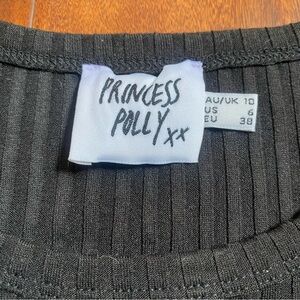 PRINCESS
POLLY xx
AU/UK 10
US 6
EU 38